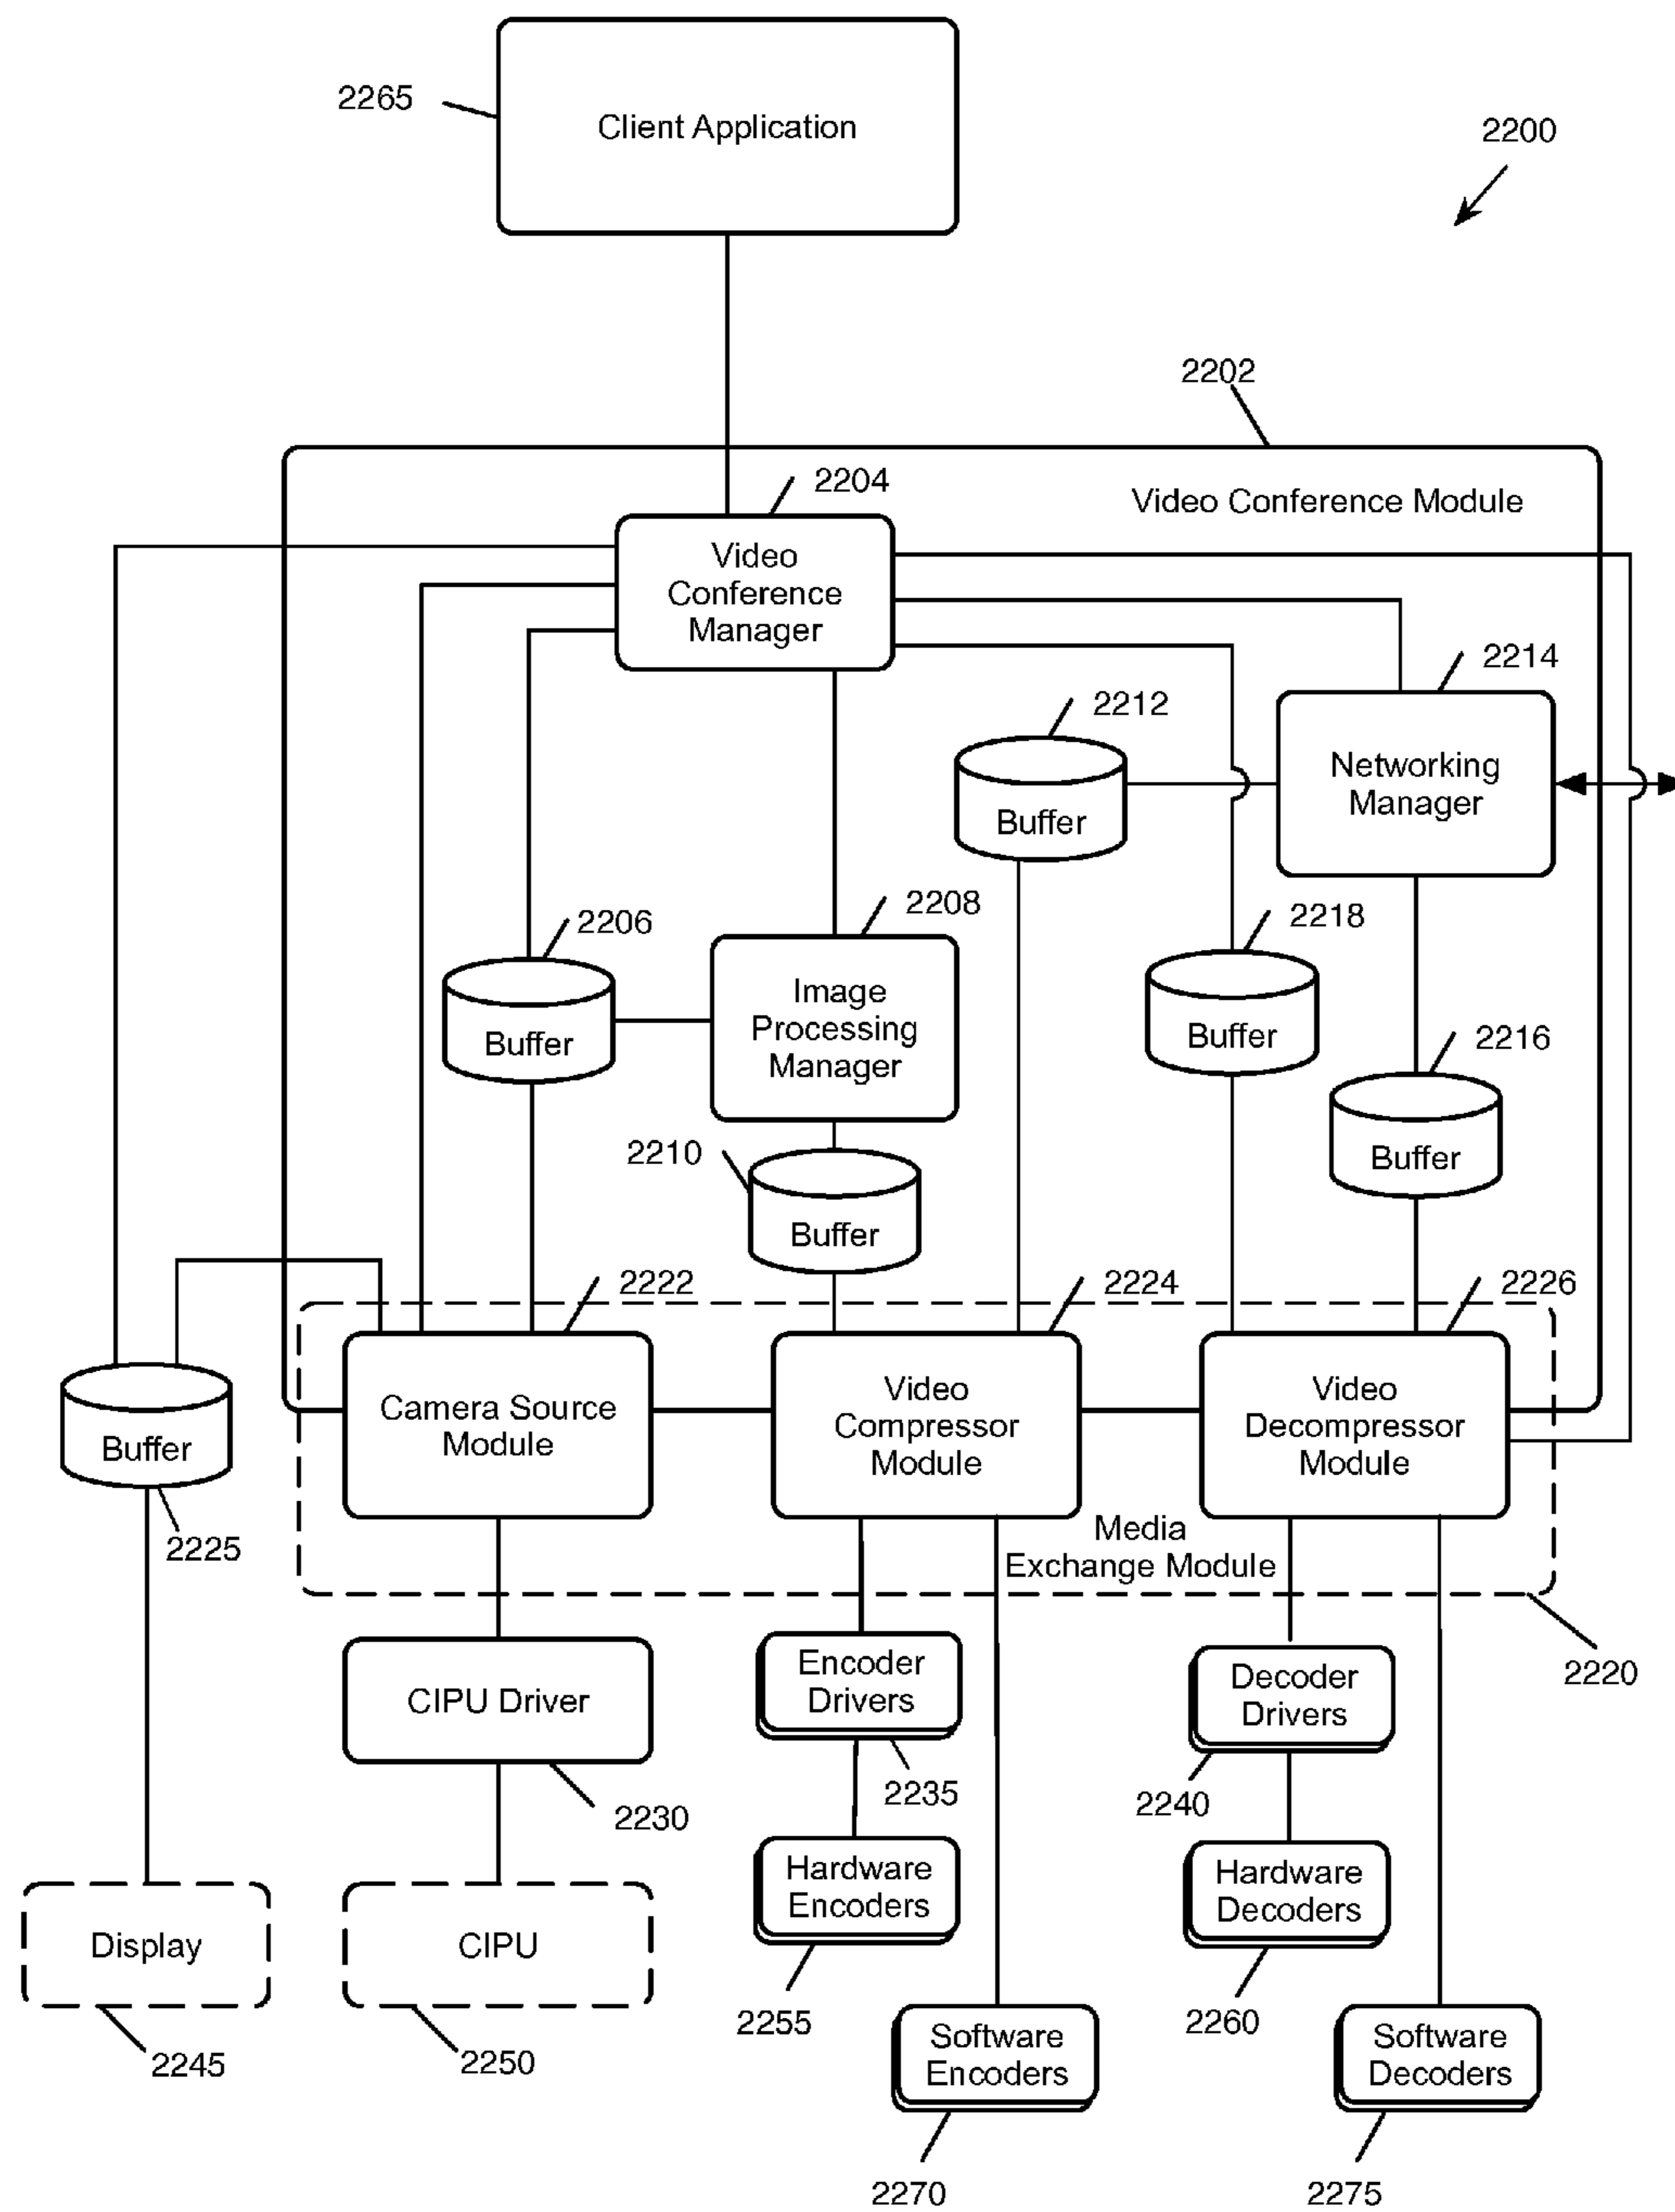 2265
Client Application
2200
2202
2204
Video Conference Module
Video
Conference
Manager
2214
2212
Networking
Manager
Buffer
2208
2218
2206
Image
Processing
Manager
Buffer
Buffer
2216
2210
Buffer
Buffer
2222
2224
2226
Camera Source
Module
Video
Compressor
Module
Video
Decompressor
Module
Buffer
2225
Media
Exchange Module
2220
CIPU Driver
2230
Encoder
Drivers
2235
Decoder
Drivers
2240
Hardware
Encoders
2255
Hardware
Decoders
2260
Display
2245
CIPU
2250
Software
Encoders
2270
Software
Decoders
2275